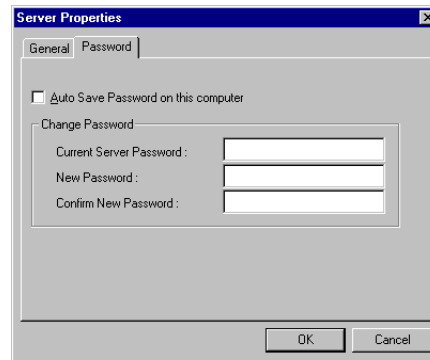 Server Properties
General Password
Auto Save Password on this computer
Change Password
Current Server Password :
New Password :
Confirm New Password :
OK Cancel